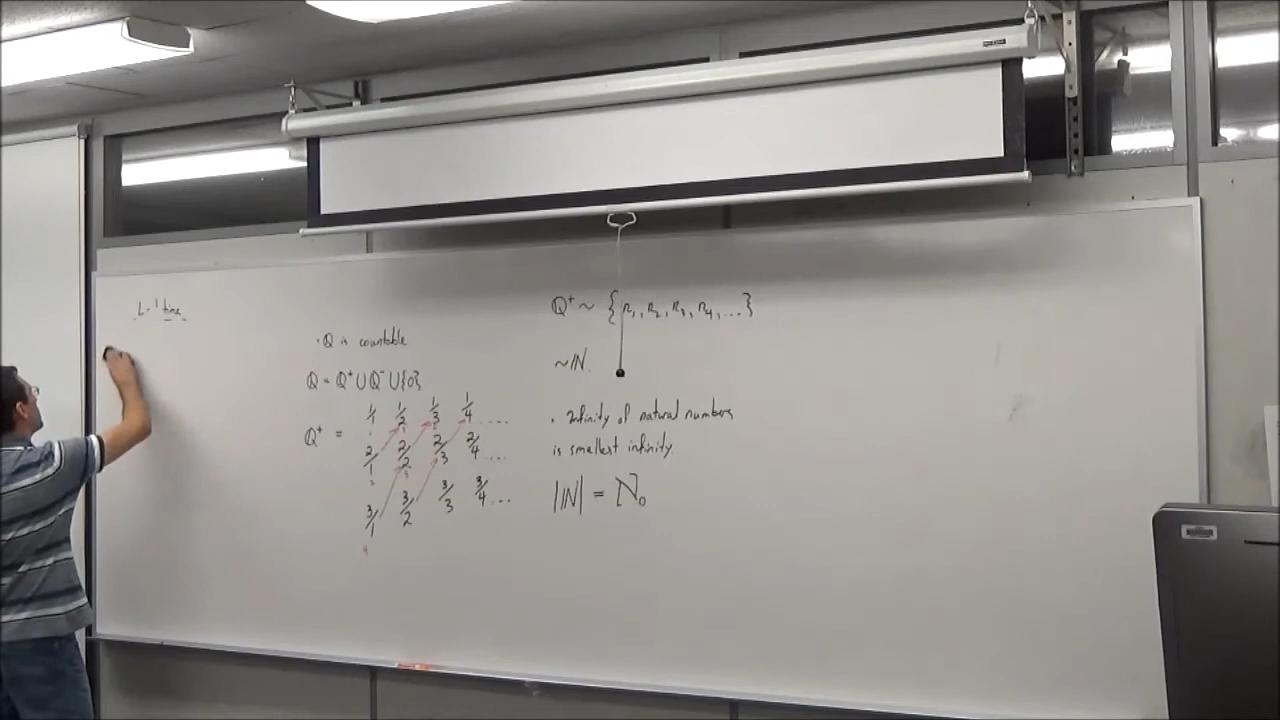 Last time
· ℚ is countable
ℚ = ℚ⁺ ∪ ℚ⁻ ∪ {0}
ℚ⁺ = 1/1 1/2 1/3 1/4 ....
2/1 2/2 2/3 2/4 ....
3/1 3/2 3/3 3/4 ...
ℚ⁺ ~ {r₁, r₂, r₃, r₄, ...}
~ ℕ.
· Infinity of natural numbers
is smallest infinity.
|ℕ| = ℵ₀